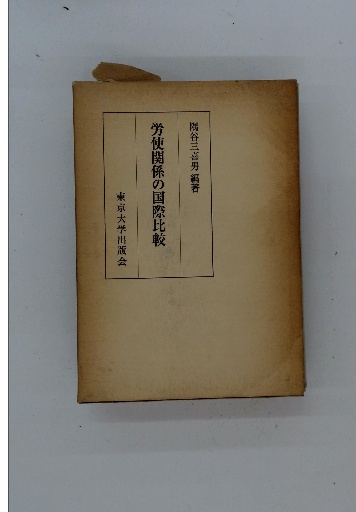 隅谷三喜男 編著
労使関係の国際比較
東京大学出版会